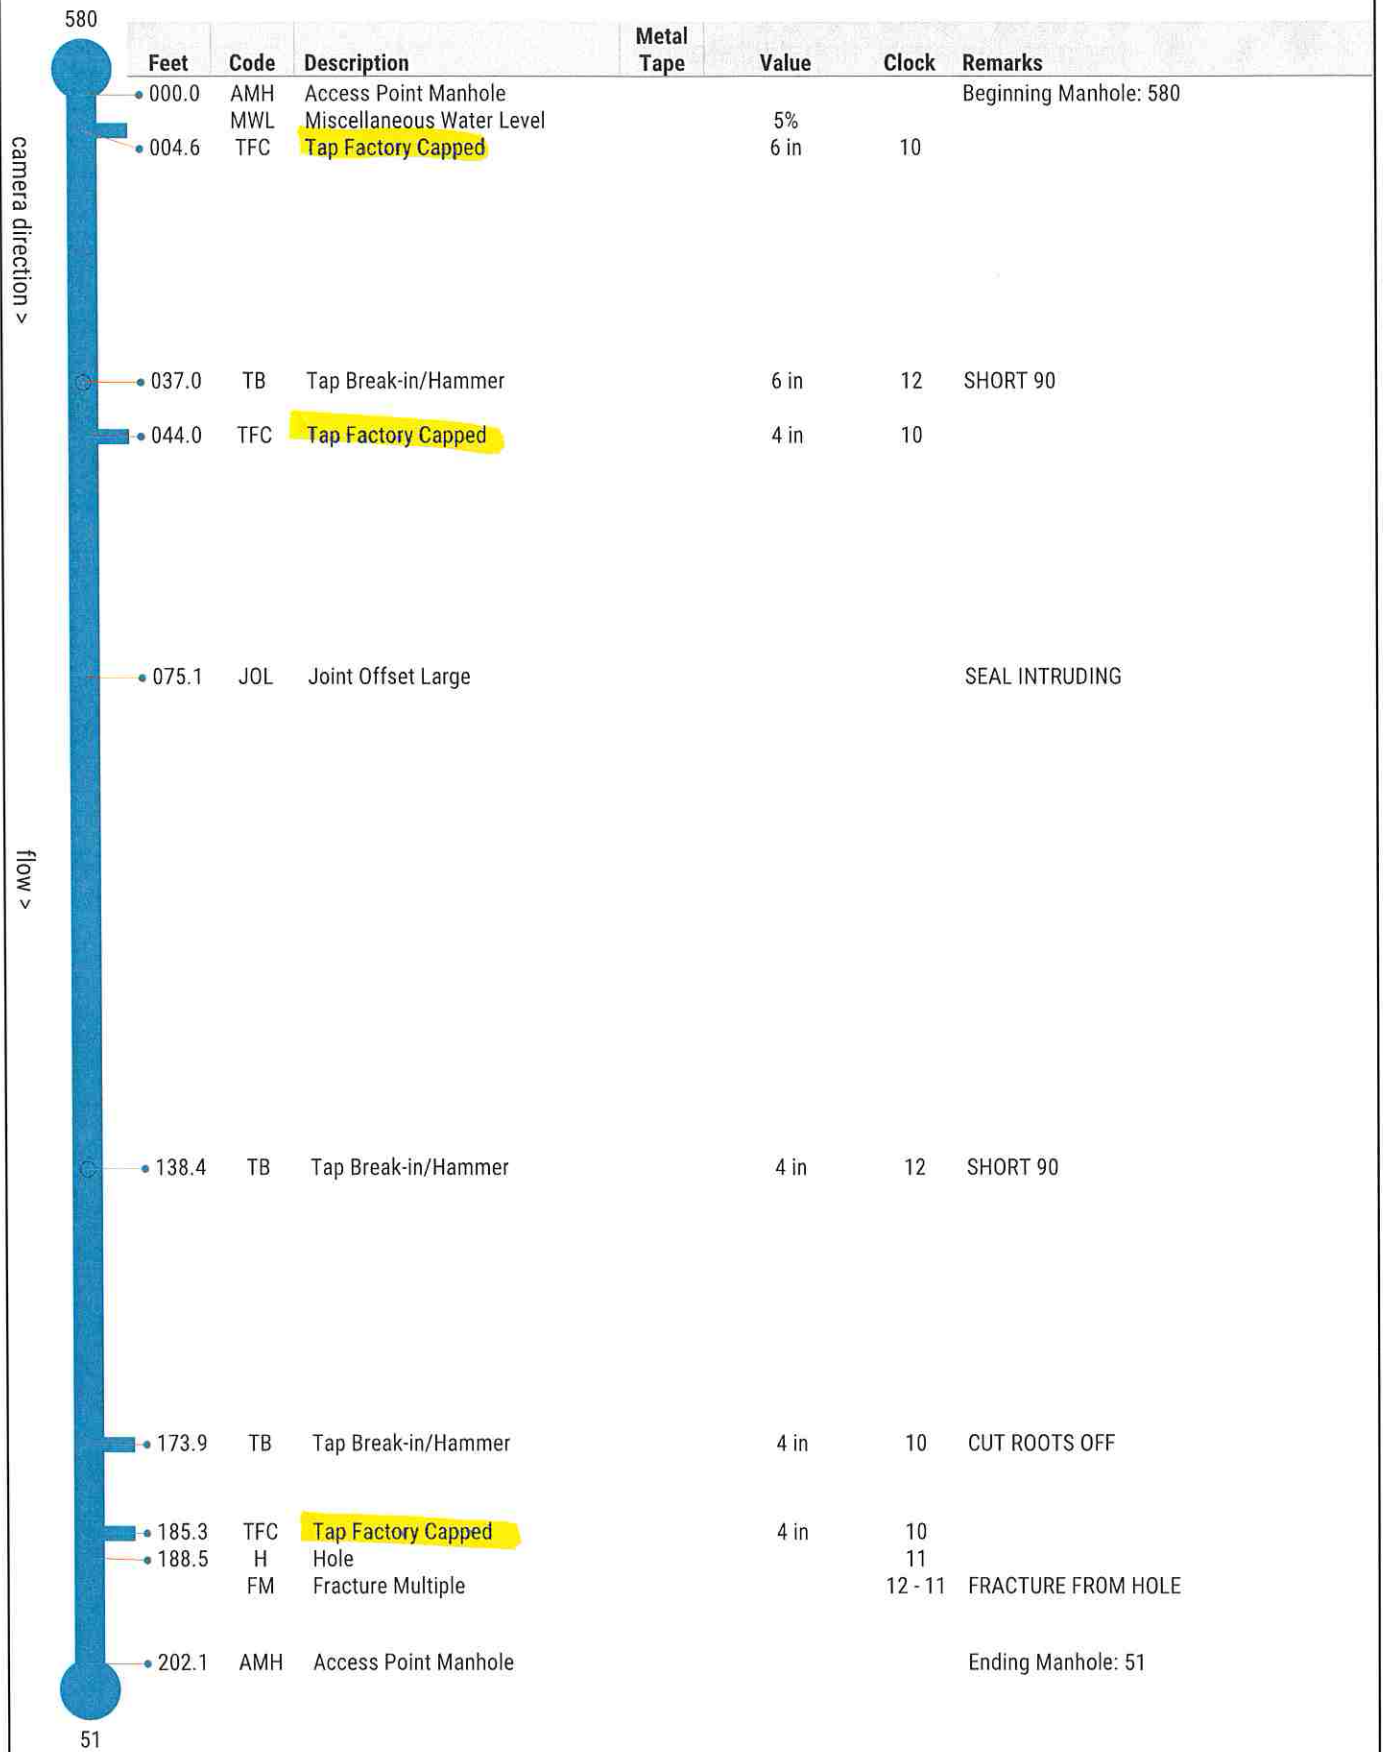 580
Feet Code Description Metal Tape Value Clock Remarks
000.0 AMH Access Point Manhole Beginning Manhole: 580
MWL Miscellaneous Water Level 5%
004.6 TFC Tap Factory Capped 6 in 10
camera direction >
037.0 TB Tap Break-in/Hammer 6 in 12 SHORT 90
044.0 TFC Tap Factory Capped 4 in 10
075.1 JOL Joint Offset Large SEAL INTRUDING
flow >
138.4 TB Tap Break-in/Hammer 4 in 12 SHORT 90
173.9 TB Tap Break-in/Hammer 4 in 10 CUT ROOTS OFF
185.3 TFC Tap Factory Capped 4 in 10
188.5 H Hole 11
FM Fracture Multiple 12 - 11 FRACTURE FROM HOLE
202.1 AMH Access Point Manhole Ending Manhole: 51
51